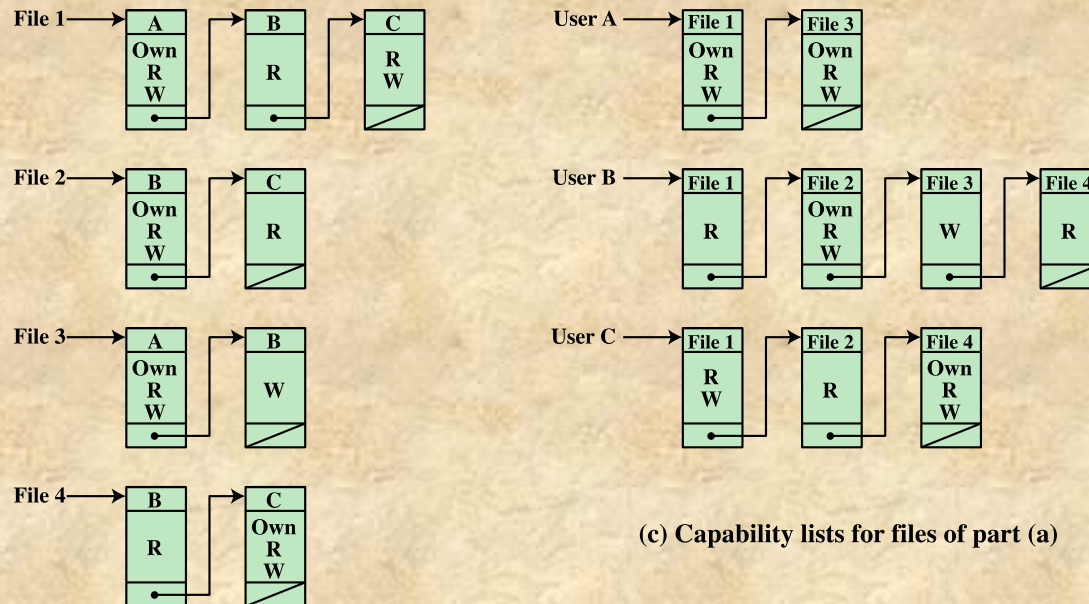 File 1
A
Own
R
W
B
R
C
R
W
File 2
B
Own
R
W
C
R
File 3
A
Own
R
W
B
W
File 4
B
R
C
Own
R
W
User A
File 1
Own
R
W
File 3
Own
R
W
User B
File 1
R
File 2
Own
R
W
File 3
W
File 4
R
User C
File 1
R
W
File 2
R
File 4
Own
R
W
(c) Capability lists for files of part (a)